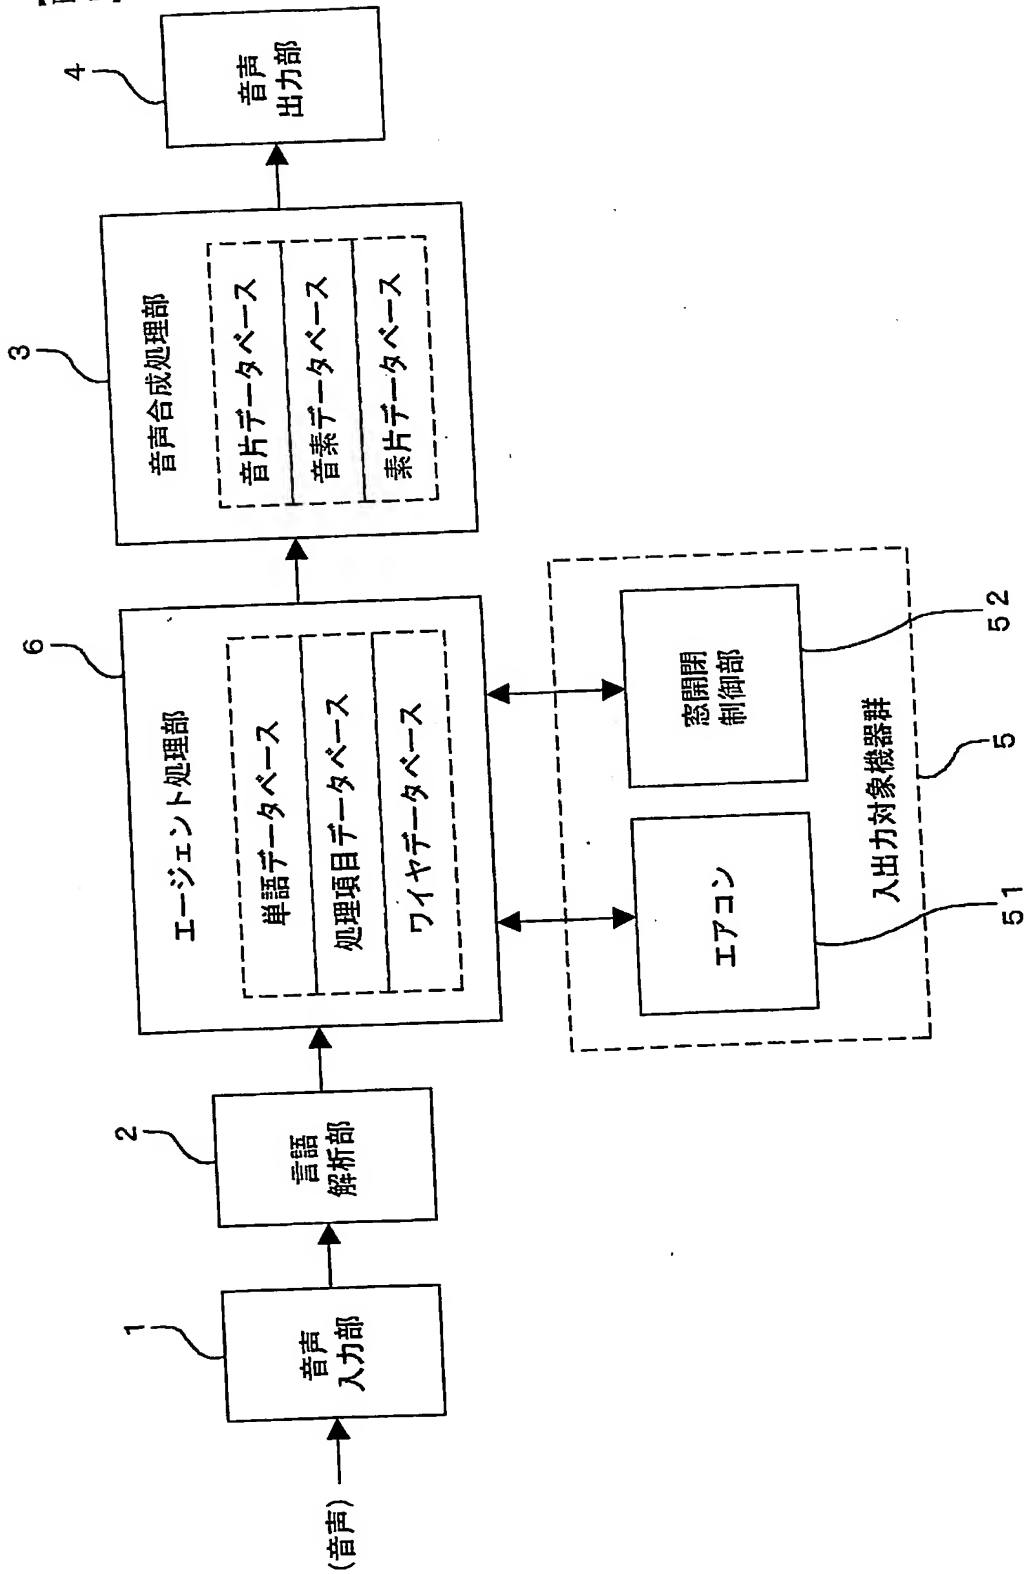 (音声)
1
音声
入力部
2
言語
解析部
6
エージェント処理部
単語データベース
処理項目データベース
ワイヤデータベース
3
音声合成処理部
音片データベース
音素データベース
素片データベース
4
音声
出力部
エアコン
51
窓開閉
制御部
52
入出力対象機器群
5